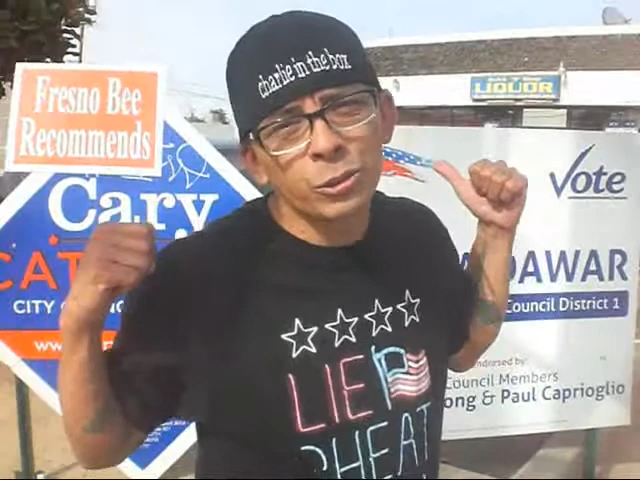 charlie in the box
Fresno Bee
Recommends
Cary
CAT
CITY
www.
LIQUOR
Vote
DAWAR
Council District 1
endorsed by:
Council Members
ong & Paul Caprioglio
LIE
CHEAT